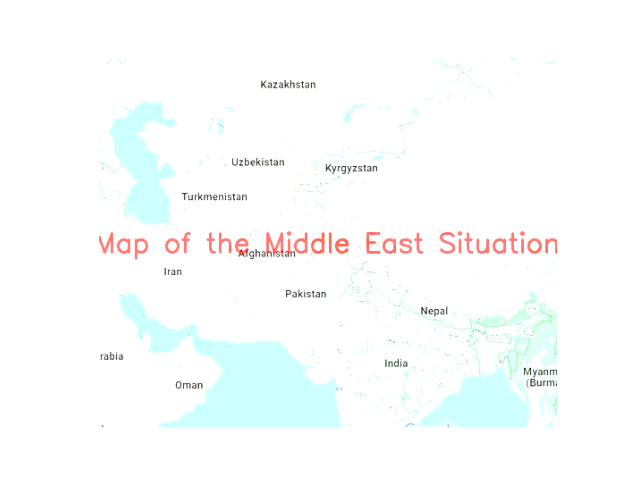 Kazakhstan
Uzbekistan
Kyrgyzstan
Turkmenistan
Map of the Middle East Situation
Afghanistan
Iran
Pakistan
Nepal
rabia
India
Myanm
(Burma
Oman